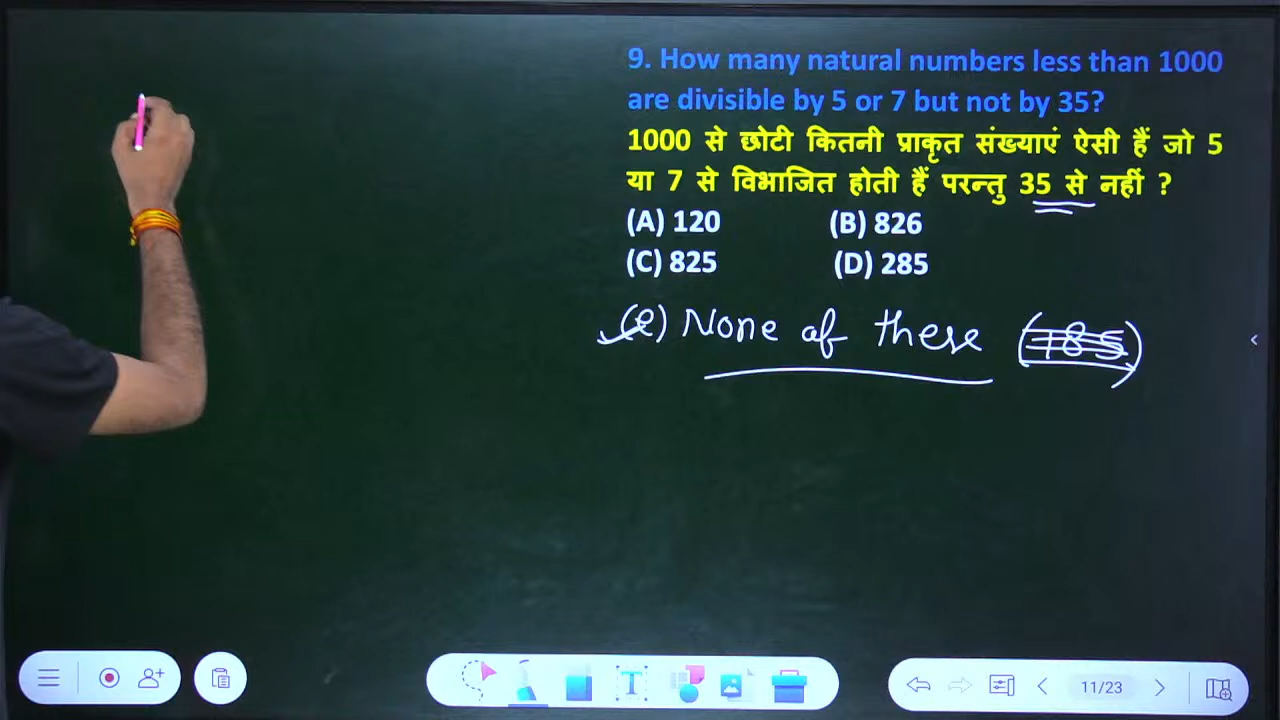 9. How many natural numbers less than 1000
are divisible by 5 or 7 but not by 35?
1000 से छोटी कितनी प्राकृत संख्याएं ऐसी हैं जो 5
या 7 से विभाजित होती हैं परन्तु 35 से नहीं ?
(A) 120 (B) 826
(C) 825 (D) 285
(e) None of these (185)
11/23